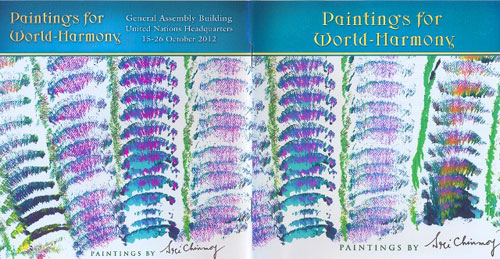 Paintings for
World-Harmony
General Assembly Building
United Nations Headquarters
15-26 October 2012
PAINTINGS BY Sri Chinmoy
Paintings for
World-Harmony
PAINTINGS BY Sri Chinmoy